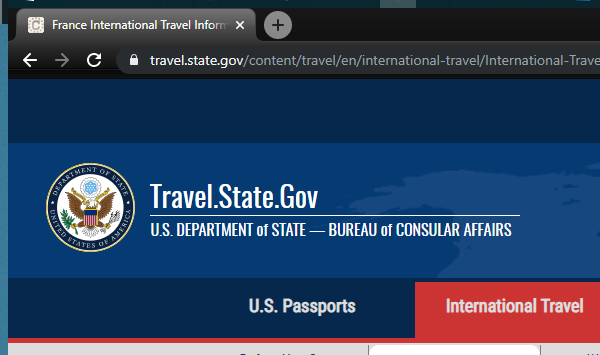 France International Travel Inform
travel.state.gov/content/travel/en/international-travel/International-Trave
DEPARTMENT OF STATE
UNITED STATES OF AMERICA
Travel.State.Gov
U.S. DEPARTMENT of STATE — BUREAU of CONSULAR AFFAIRS
U.S. Passports
International Travel